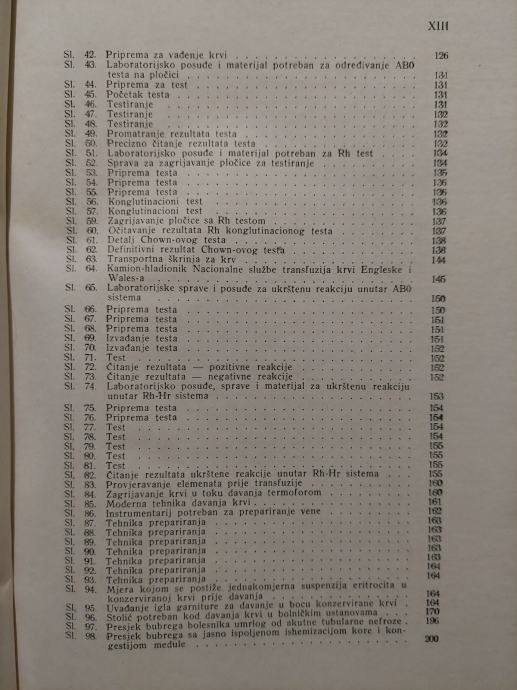 XIII
Sl. 42. Priprema za vađenje krvi . . . . . . . . . . . . . . 126
Sl. 43. Laboratorijsko posuđe i materijal potreban za određivanje AB0
testa na pločici . . . . . . . . . . . . . . . . . 131
Sl. 44. Priprema za test . . . . . . . . . . . . . . . . . 131
Sl. 45. Početak testa . . . . . . . . . . . . . . . . . . 131
Sl. 46. Testiranje . . . . . . . . . . . . . . . . . . . 131
Sl. 47. Testiranje . . . . . . . . . . . . . . . . . . . 132
Sl. 48. Testiranje . . . . . . . . . . . . . . . . . . . 132
Sl. 49. Promatranje rezultata testa . . . . . . . . . . . . . 132
Sl. 50. Precizno čitanje rezultata testa . . . . . . . . . . . . 132
Sl. 51. Laboratorijsko posuđe i materijal potreban za Rh test . . . . 134
Sl. 52. Sprava za zagrijavanje pločice za testiranje . . . . . . . . 134
Sl. 53. Priprema testa . . . . . . . . . . . . . . . . . . 135
Sl. 54. Priprema testa . . . . . . . . . . . . . . . . . . 136
Sl. 55. Priprema testa . . . . . . . . . . . . . . . . . . 136
Sl. 56. Konglutinacioni test . . . . . . . . . . . . . . . . 136
Sl. 57. Konglutinacioni test . . . . . . . . . . . . . . . . 136
Sl. 59. Zagrijavanje pločice sa Rh testom . . . . . . . . . . . 137
Sl. 60. Očitavanje rezultata Rh konglutinacionog testa . . . . . . 137
Sl. 61. Detalj Chown-ovog testa . . . . . . . . . . . . . . 138
Sl. 62. Definitivni rezultat Chown-ovog testa . . . . . . . . . . 138
Sl. 63. Transportna škrinja za krv . . . . . . . . . . . . . . 144
Sl. 64. Kamion-hladionik Nacionalne službe transfuzija krvi Engleske i
Wales-a . . . . . . . . . . . . . . . . . . . . 145
Sl. 65. Laboratorijske sprave i posuđe za ukrštenu reakciju unutar AB0
sistema . . . . . . . . . . . . . . . . . . . . 150
Sl. 66. Priprema testa . . . . . . . . . . . . . . . . . . 150
Sl. 67. Priprema testa . . . . . . . . . . . . . . . . . . 151
Sl. 68. Priprema testa . . . . . . . . . . . . . . . . . . 151
Sl. 69. Izvađanje testa . . . . . . . . . . . . . . . . . . 151
Sl. 70. Izvađanje testa . . . . . . . . . . . . . . . . . . 152
Sl. 71. Test . . . . . . . . . . . . . . . . . . . . . 152
Sl. 72. Čitanje rezultata — pozitivne reakcije . . . . . . . . . . 152
Sl. 73. Čitanje rezultata — negativne reakcije . . . . . . . . . . 152
Sl. 74. Laboratorijsko posuđe, sprave i materijal za ukrštenu reakciju
unutar Rh-Hr sistema . . . . . . . . . . . . . . . 153
Sl. 75. Priprema testa . . . . . . . . . . . . . . . . . . 154
Sl. 76. Priprema testa . . . . . . . . . . . . . . . . . . 154
Sl. 77. Test . . . . . . . . . . . . . . . . . . . . . 154
Sl. 78. Test . . . . . . . . . . . . . . . . . . . . . 154
Sl. 79. Test . . . . . . . . . . . . . . . . . . . . . 155
Sl. 80. Test . . . . . . . . . . . . . . . . . . . . . 155
Sl. 81. Test . . . . . . . . . . . . . . . . . . . . . 155
Sl. 82. Čitanje rezultata ukrštene reakcije unutar Rh-Hr sistema . . . 155
Sl. 83. Provjeravanje elemenata prije transfuzije . . . . . . . . 160
Sl. 84. Zagrijavanje krvi u toku davanja termoforom . . . . . . . 160
Sl. 85. Moderna tehnika davanja krvi . . . . . . . . . . . . 161
Sl. 86. Instrumentarij potreban za prepariranje vene . . . . . . . 162
Sl. 87. Tehnika prepariranja . . . . . . . . . . . . . . . 163
Sl. 88. Tehnika prepariranja . . . . . . . . . . . . . . . 163
Sl. 89. Tehnika prepariranja . . . . . . . . . . . . . . . 163
Sl. 90. Tehnika prepariranja . . . . . . . . . . . . . . . 163
Sl. 91. Tehnika prepariranja . . . . . . . . . . . . . . . 163
Sl. 92. Tehnika prepariranja . . . . . . . . . . . . . . . 164
Sl. 93. Tehnika prepariranja . . . . . . . . . . . . . . . 164
Sl. 94. Mjera kojom se postiže jednakomjerna suspenzija eritrocita u
konzerviranoj krvi prije davanja . . . . . . . . . . . 164
Sl. 95. Uvađanje igla garniture za davanje u bocu konzervirane krvi . 164
Sl. 96. Stolić potreban kod davanja krvi u bolničkim ustanovama . . . 170
Sl. 97. Presjek bubrega bolesnika umrlog od akutne tubularne nefroze . 196
Sl. 98. Presjek bubrega sa jasno ispoljenom ishemizacijom kore i kon-
gestijom medule . . . . . . . . . . . . . . . . . 200